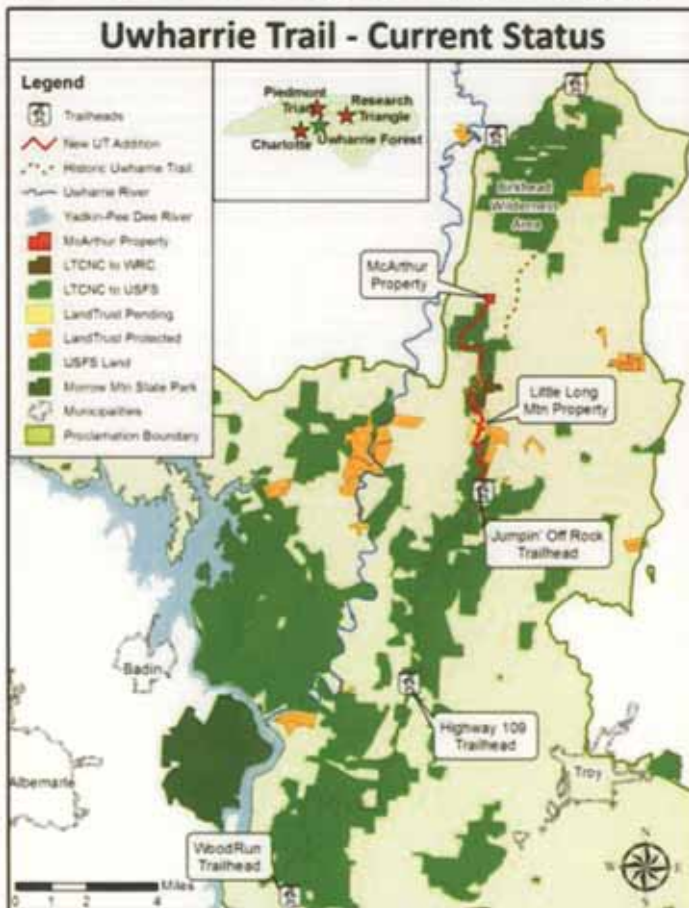 Uwharrie Trail - Current Status
Legend
Trailheads
New UT Addition
Historic Uwharrie Trail
Uwharrie River
Yadkin-Pee Dee River
McArthur Property
LTCNC to WRC
LTCNC to USFS
LandTrust Pending
LandTrust Protected
USFS Land
Morrow Mtn State Park
Municipalities
Proclamation Boundary
Piedmont
Triad
Research
Triangle
Charlotte
Uwharrie Forest
Birkhead
Wilderness
Area
McArthur
Property
Little Long
Mtn Property
Jumpin' Off Rock
Trailhead
Badin
Highway 109
Trailhead
Albemarle
Troy
WoodRun
Trailhead
N
W
E
S
Miles
0 1 2 4